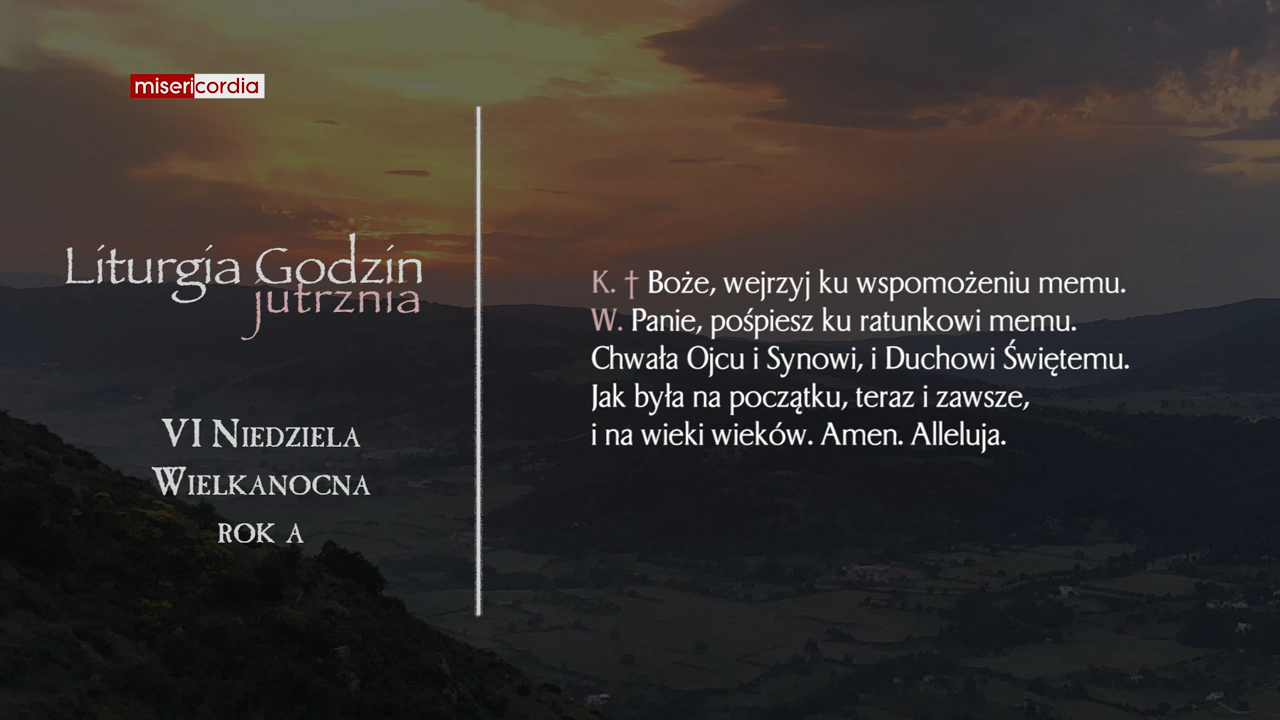 misericordia
Liturgia Godzin
jutrznia
VI Niedziela
Wielkanocna
rok a
K. † Boże, wejrzyj ku wspomożeniu memu.
W. Panie, pośpiesz ku ratunkowi memu.
Chwała Ojcu i Synowi, i Duchowi Świętemu.
Jak była na początku, teraz i zawsze,
i na wieki wieków. Amen. Alleluja.